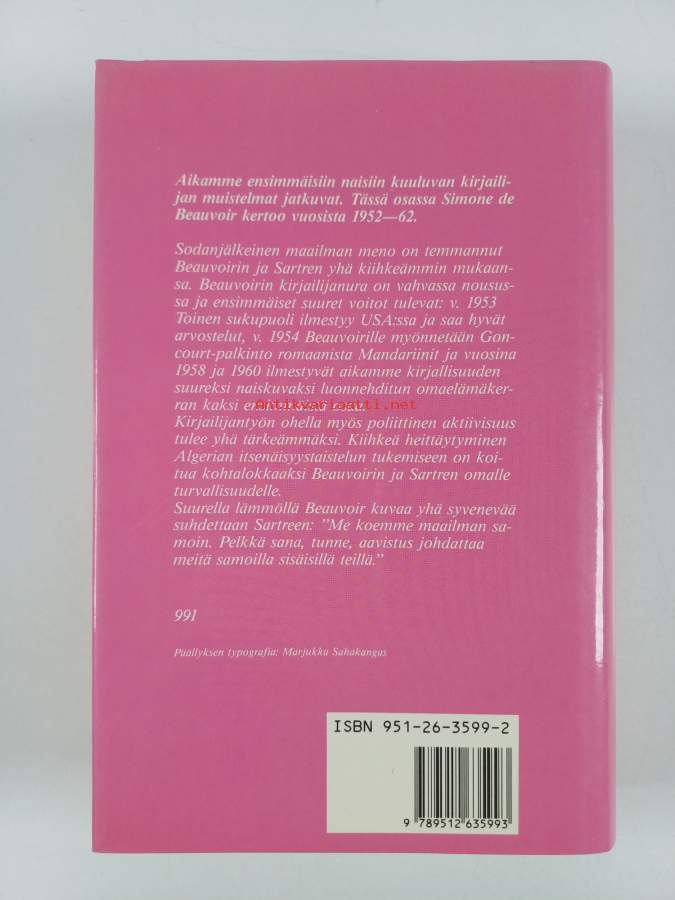 Aikamme ensimmäisiin naisiin kuuluvan kirjaili-
jan muistelmat jatkuvat. Tässä osassa Simone de
Beauvoir kertoo vuosista 1952—62.
Sodanjälkeinen maailman meno on temmannut
Beauvoirin ja Sartren yhä kiihkeämmin mukaan-
sa. Beauvoirin kirjailijanura on vahvassa nousus-
sa ja ensimmäiset suuret voitot tulevat: v. 1953
Toinen sukupuoli ilmestyy USA:ssa ja saa hyvät
arvostelut, v. 1954 Beauvoirille myönnetään Gon-
court-palkinto romaanista Mandariinit ja vuosina
1958 ja 1960 ilmestyvät aikamme kirjallisuuden
suureksi naiskuvaksi luonnehditun omaelämäker-
ran kaksi ensimmäistä osaa.
Antikvariaatti.net
Kirjailijantyön ohella myös poliittinen aktiivisuus
tulee yhä tärkeämmäksi. Kiihkeä heittäytyminen
Algerian itsenäisyystaistelun tukemiseen on koi-
tua kohtalokkaaksi Beauvoirin ja Sartren omalle
turvallisuudelle.
Suurella lämmöllä Beauvoir kuvaa yhä syvenevää
suhdettaan Sartreen: ”Me koemme maailman sa-
moin. Pelkkä sana, tunne, aavistus johdattaa
meitä samoilla sisäisillä teillä.”
991
Päällyksen typografia: Marjukka Sahakangas
ISBN 951-26-3599-2
9 789512 635993